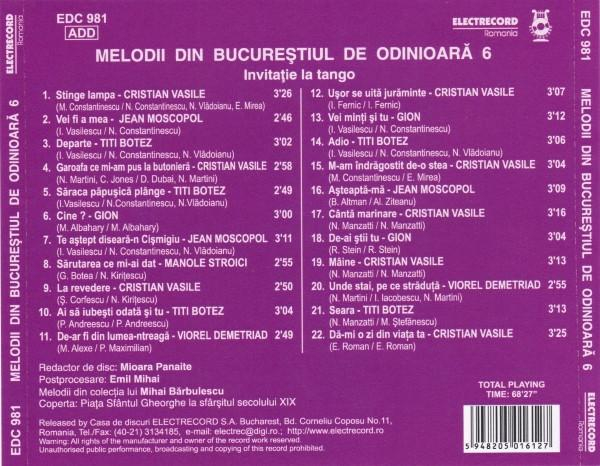 EDC 981
ADD
ELECTRECORD
Romania
MELODII DIN BUCUREŞTIUL DE ODINIOARĂ 6
Invitaţie la tango
1. Stinge lampa - CRISTIAN VASILE 3'26
(M. Constantinescu / N. Constantinescu, N. Vlădoianu, E. Mirea)
2. Vei fi a mea - JEAN MOSCOPOL 2'46
(I. Vasilescu / N. Constantinescu)
3. Departe - TITI BOTEZ 3'02
(I. Vasilescu / N. Constantinescu, N. Vlădoianu)
4. Garoafa ce mi-am pus la butonieră - CRISTIAN VASILE 2'58
(N. Martini, C. Jones / D. Dubai, N. Martini)
5. Săraca păpuşică plânge - TITI BOTEZ 2'49
(I.Vasilescu / N.Constantinescu, N.Vlădoianu)
6. Cine ? - GION 3'00
(M. Albahary / M. Albahary)
7. Te aştept diseară-n Cişmigiu - JEAN MOSCOPOL 3'11
(I. Vasilescu / N. Constantinescu, N. Vlădoianu)
8. Sărutarea ce mi-ai dat - MANOLE STROICI 2'55
(G. Botea / N. Kiriţescu)
9. La revedere - CRISTIAN VASILE 2'50
(Ş. Corfescu / N. Kiriţescu)
10. Ai să iubeşti odată şi tu - TITI BOTEZ 3'04
(P. Andreescu / P. Andreescu)
11. De-ar fi din lumea-ntreagă - VIOREL DEMETRIAD 2'49
(M. Alexe / P. Maximilian)
12. Uşor se uită jurăminte - CRISTIAN VASILE 3'07
(I. Fernic / I. Fernic)
13. Vei minţi şi tu - GION 3'12
(I. Vasilescu / N. Constantinescu)
14. Adio - TITI BOTEZ 3'06
(I. Vasilescu / N. Constantinescu, N. Vlădoianu)
15. M-am îndrăgostit de-o stea - CRISTIAN VASILE 3'04
(M. Constantinescu / E. Mirea)
16. Aşteaptă-mă - JEAN MOSCOPOL 3'09
(B. Altman / Al. Ziteanu)
17. Cântă marinare - CRISTIAN VASILE 3'16
(N. Manzatti / N. Manzatti)
18. De-ai ştii tu - GION 3'04
(R. Stein / R. Stein)
19. Mâine - CRISTIAN VASILE 3'13
(N. Manzatti / N. Manzatti)
20. Unde stai, pe ce străduţă - VIOREL DEMETRIAD 2'55
(N. Martini / I. Iacobescu, N. Martini)
21. Seara - TITI BOTEZ 3'13
(N. Manzatti / M. Ştefănescu)
22. Dă-mi o zi din viaţa ta - CRISTIAN VASILE 3'25
(E. Roman / E. Roman)
Redactor de disc: Mioara Panaite
Postprocesare: Emil Mihai
Melodii din colecţia lui Mihai Bărbulescu
Coperta: Piaţa Sfântul Gheorghe la sfârşitul secolului XIX
TOTAL PLAYING
TIME: 68'27"
Released by Casa de discuri ELECTRECORD S.A. Bucharest, Bd. Corneliu Coposu No.11,
Romania, Tel./Fax: (40-21) 3134185, e-mail: electrec@digi.ro ; http://www.electrecord.ro
Warning: All rights of the manufacturer and owner of the record work reserved.
Unauthorised public performance, broadcasting and copying of this record prohibited.
5 948205 016127
ELECTRECORD
Romania
MELODII DIN BUCUREŞTIUL DE ODINIOARĂ 6
EDC 981
EDC 981
MELODII DIN BUCUREŞTIUL DE ODINIOARĂ 6
ELECTRECORD
Romania